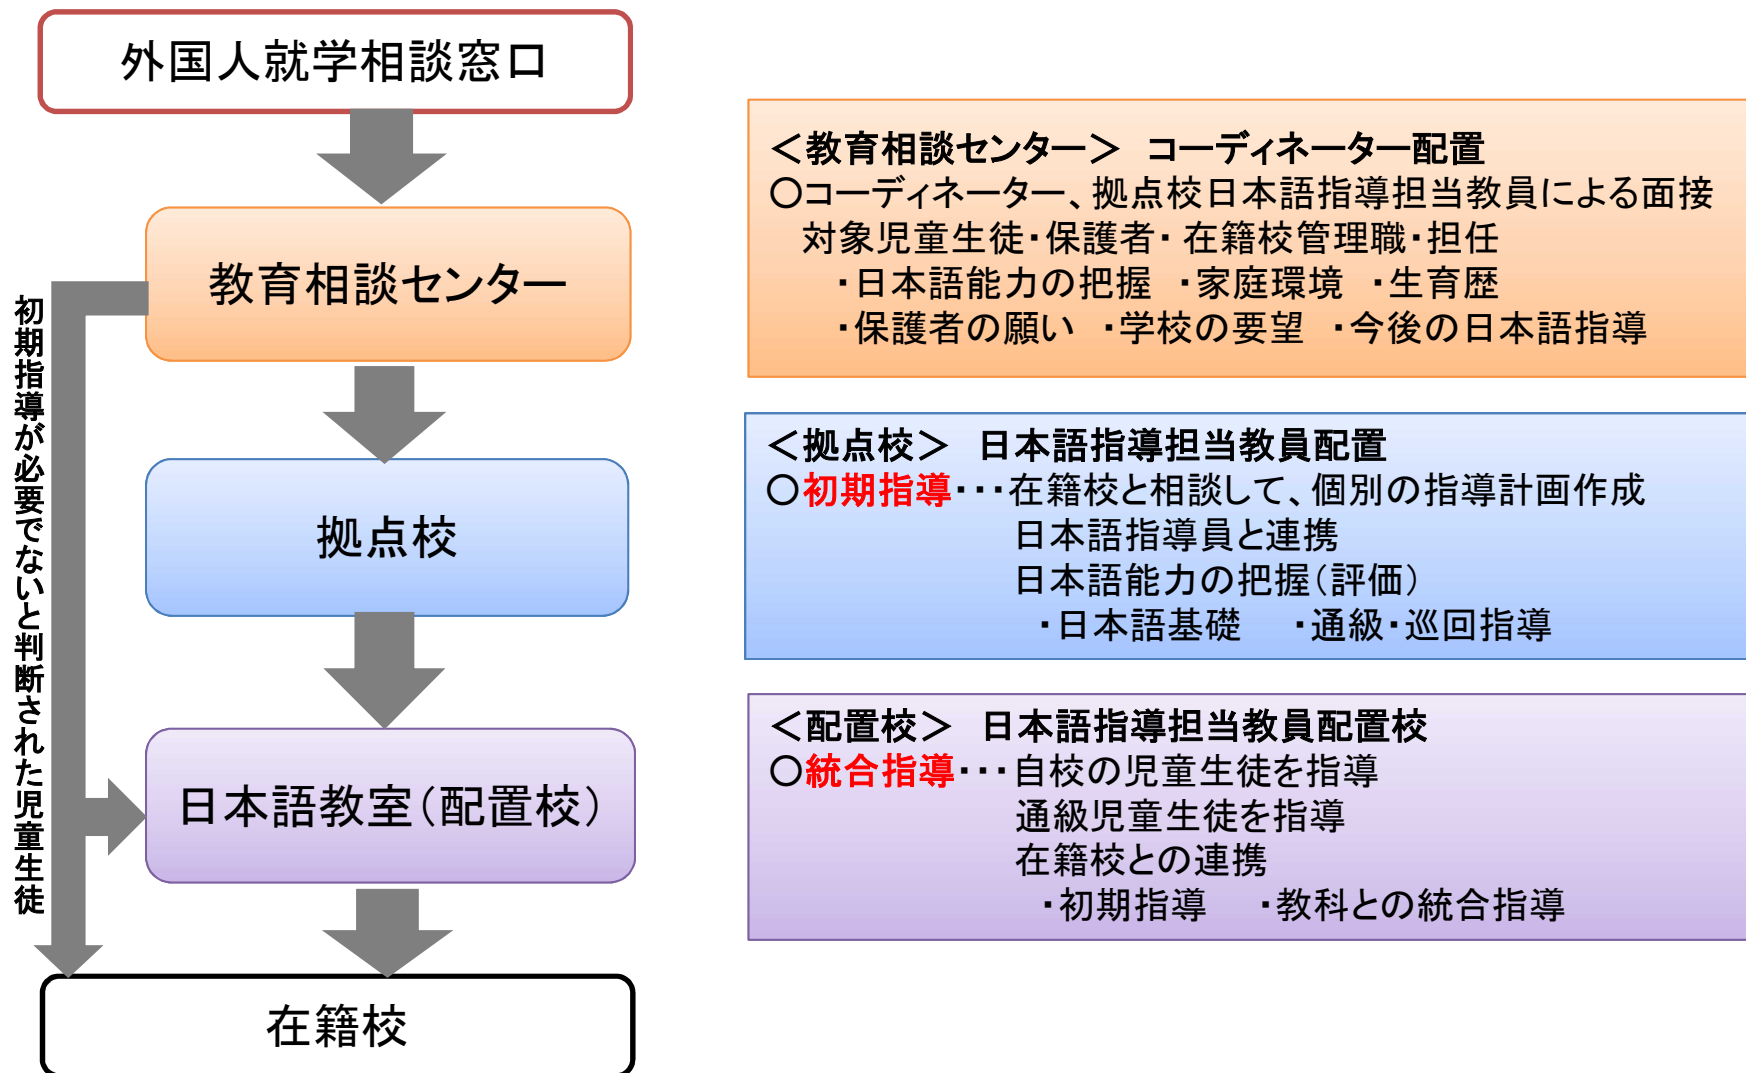 外国人就学相談窓口
教育相談センター
拠点校
日本語教室（配置校）
在籍校
初期指導が必要でないと判断された児童生徒
＜教育相談センター＞　コーディネーター配置
○コーディネーター、拠点校日本語指導担当教員による面接
対象児童生徒・保護者・在籍校管理職・担任
・日本語能力の把握　・家庭環境　・生育歴
・保護者の願い　・学校の要望　・今後の日本語指導
＜拠点校＞　日本語指導担当教員配置
○初期指導・・・在籍校と相談して、個別の指導計画作成
日本語指導員と連携
日本語能力の把握（評価）
・日本語基礎　・通級・巡回指導
＜配置校＞　日本語指導担当教員配置校
○統合指導・・・自校の児童生徒を指導
通級児童生徒を指導
在籍校との連携
・初期指導　・教科との統合指導